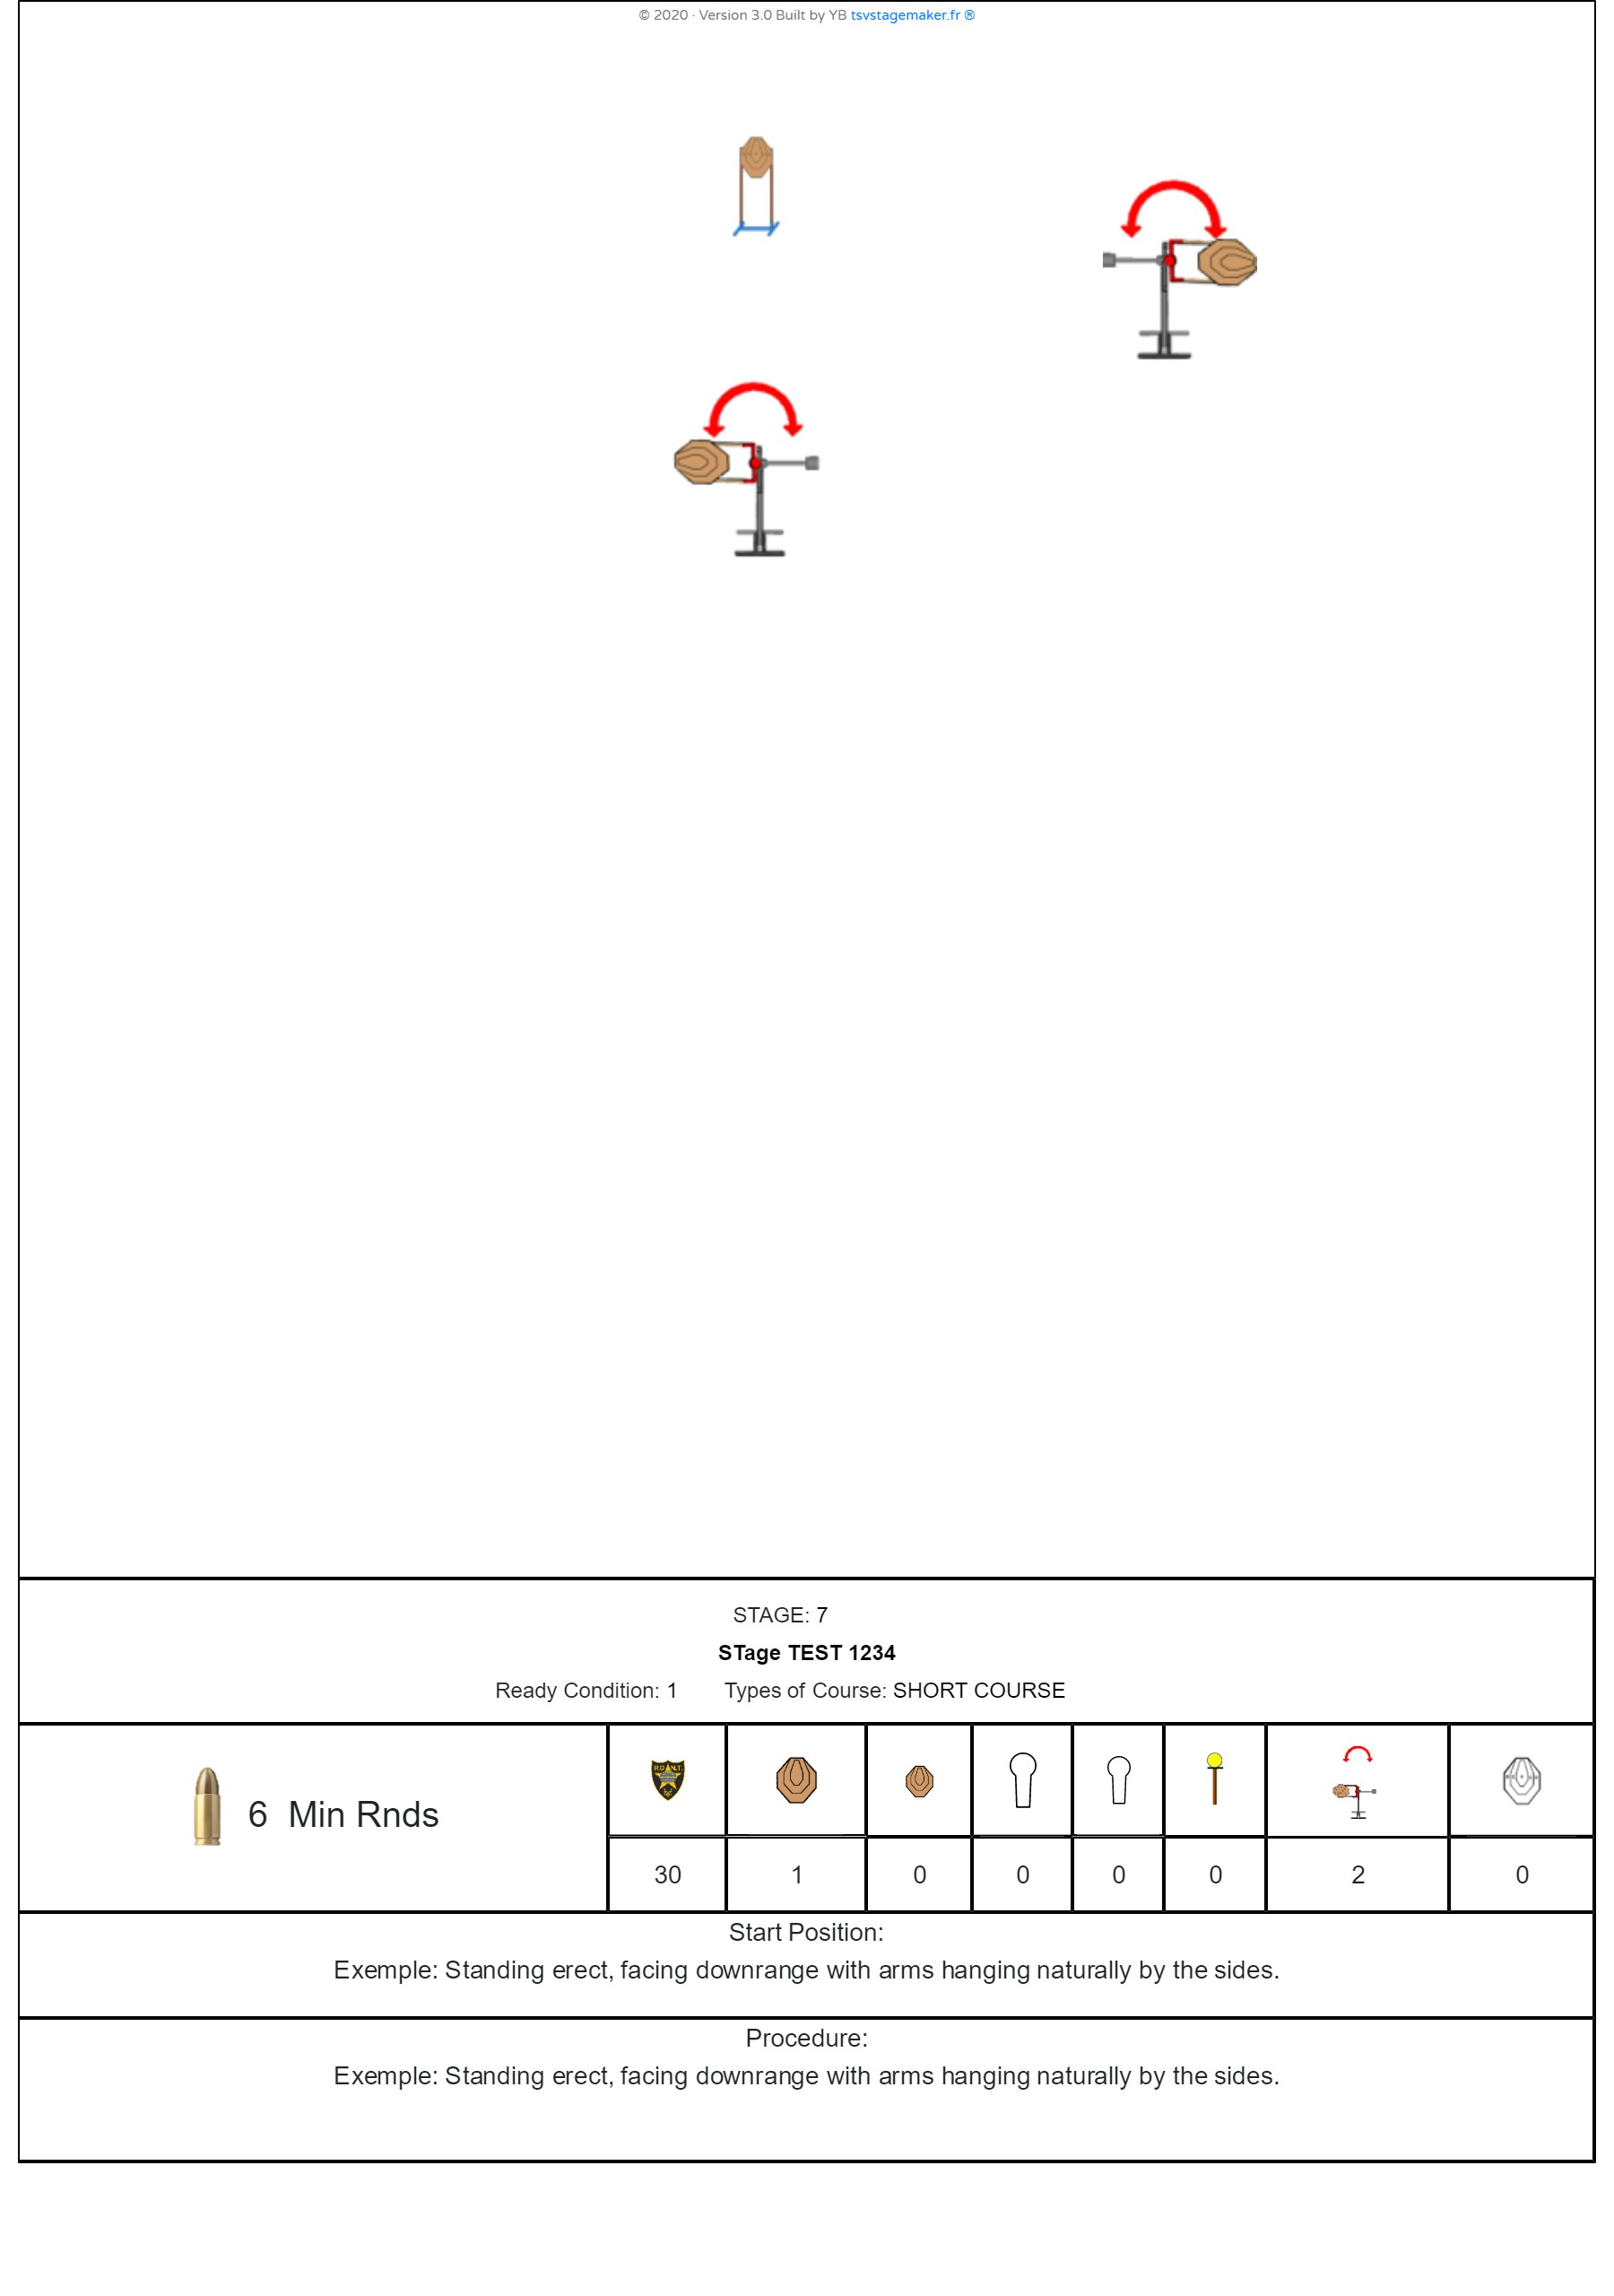 © 2020 · Version 3.0 Built by YB tsvstagemaker.fr ®
STAGE: 7
STage TEST 1234
Ready Condition: 1 Types of Course: SHORT COURSE
6 Min Rnds
30 1 0 0 0 0 2 0
Start Position:
Exemple: Standing erect, facing downrange with arms hanging naturally by the sides.
Procedure:
Exemple: Standing erect, facing downrange with arms hanging naturally by the sides.